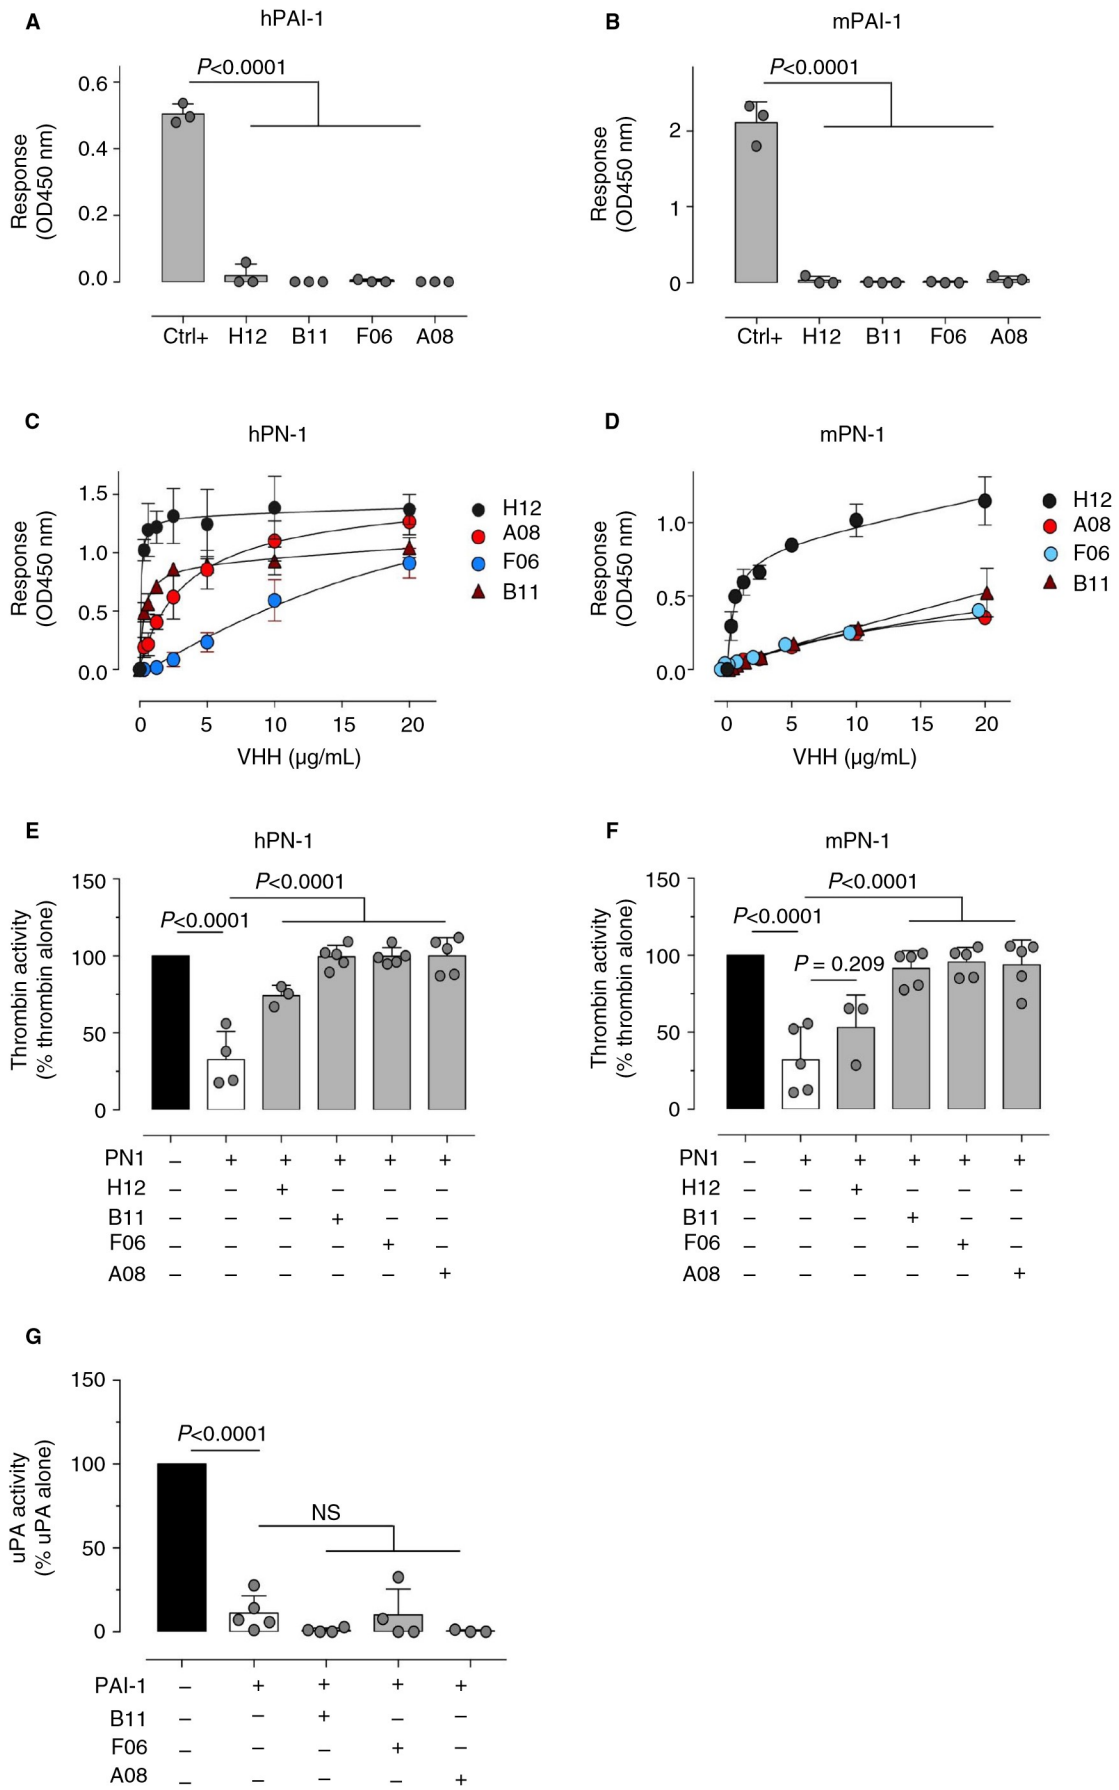 A
hPAI-1
P<0.0001
Response
(OD450 nm)
0.6
0.4
0.2
0.0
Ctrl+ H12 B11 F06 A08
B
mPAI-1
P<0.0001
Response
(OD450 nm)
2
1
0
Ctrl+ H12 B11 F06 A08
C
hPN-1
Response
(OD450 nm)
1.5
1.0
0.5
0.0
0 5 10 15 20
VHH (µg/mL)
H12
A08
F06
B11
D
mPN-1
Response
(OD450 nm)
1.0
0.5
0.0
0 5 10 15 20
VHH (µg/mL)
H12
A08
F06
B11
E
hPN-1
P<0.0001
P<0.0001
Thrombin activity
(% thrombin alone)
150
100
50
0
PN1 – + + + + +
H12 – – + – – –
B11 – – – + – –
F06 – – – – + –
A08 – – – – – +
F
mPN-1
P<0.0001
P<0.0001
P = 0.209
Thrombin activity
(% thrombin alone)
150
100
50
0
PN1 – + + + + +
H12 – – + – – –
B11 – – – + – –
F06 – – – – + –
A08 – – – – – +
G
P<0.0001
NS
uPA activity
(% uPA alone)
150
100
50
0
PAI-1 – + + + +
B11 – – + – –
F06 – – – + –
A08 – – – – +